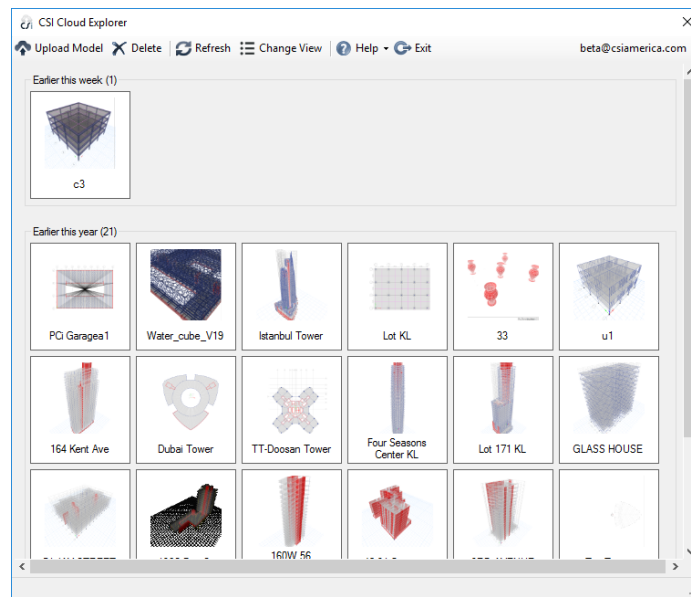 CSI Cloud Explorer
Upload Model Delete Refresh Change View Help Exit beta@csiamerica.com
Earlier this week (1)
c3
Earlier this year (21)
PCi Garagea1 Water_cube_V19 Istanbul Tower Lot KL 33 u1
164 Kent Ave Dubai Tower TT-Doosan Tower Four Seasons Center KL Lot 171 KL GLASS HOUSE
160W 56